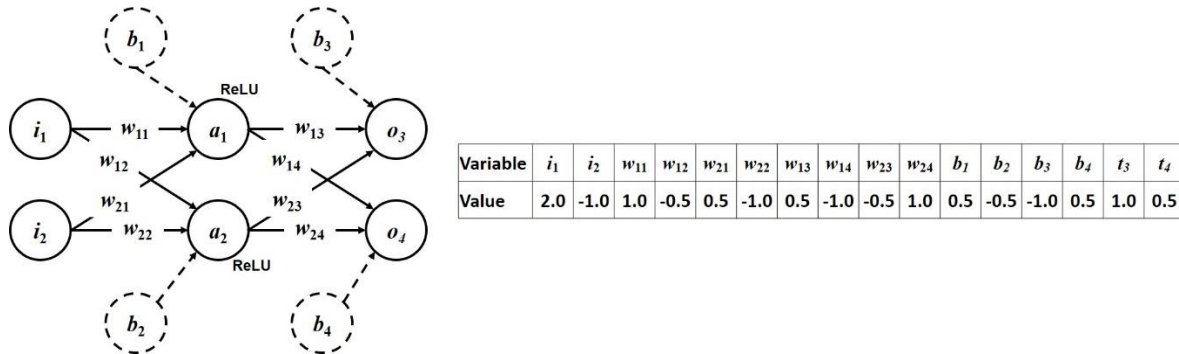 b1 b3
ReLU
i1 w11 a1 w13 o3
w12 w14
w21 w23
i2 w22 a2 w24 o4
ReLU
b2 b4
Variable i1 i2 w11 w12 w21 w22 w13 w14 w23 w24 b1 b2 b3 b4 t3 t4
Value 2.0 -1.0 1.0 -0.5 0.5 -1.0 0.5 -1.0 -0.5 1.0 0.5 -0.5 -1.0 0.5 1.0 0.5